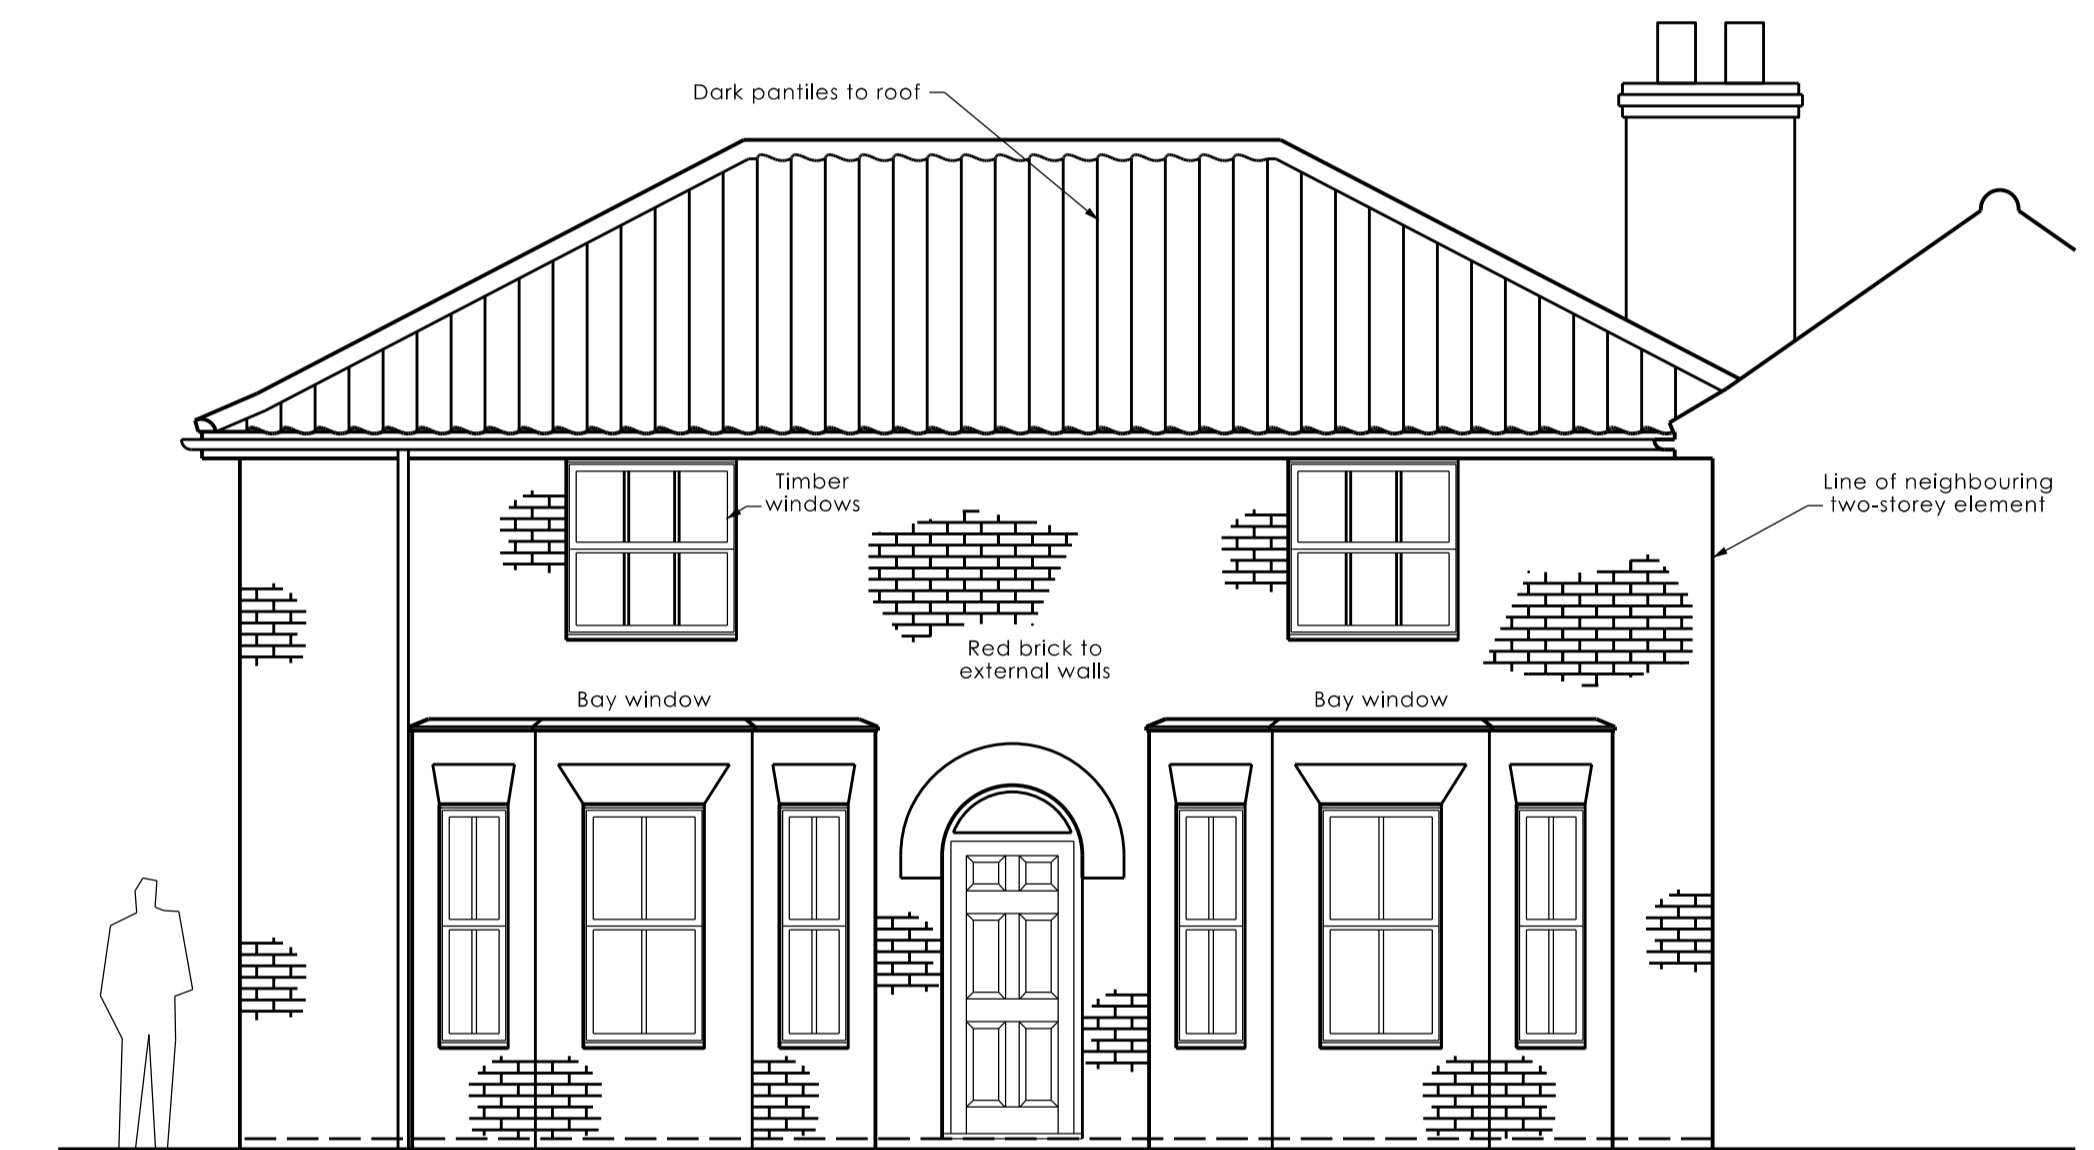 Dark pantiles to roof
Timber
windows
Line of neighbouring
two-storey element
Red brick to
external walls
Bay window
Bay window